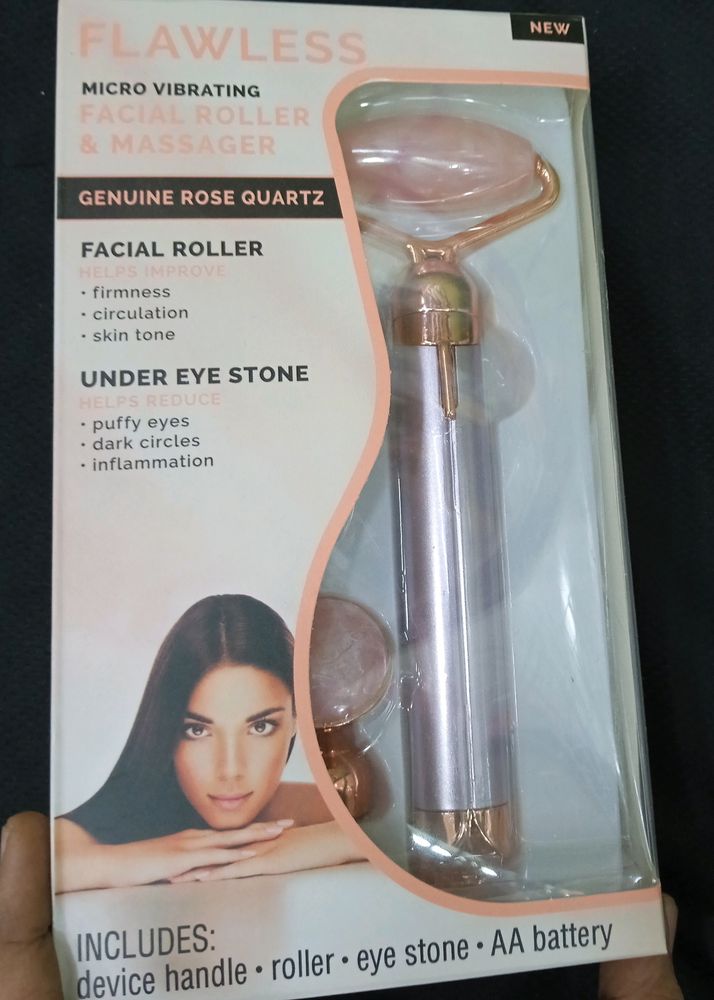 FLAWLESS
NEW
MICRO VIBRATING
FACIAL ROLLER
& MASSAGER
GENUINE ROSE QUARTZ
FACIAL ROLLER
HELPS IMPROVE
• firmness
• circulation
• skin tone
UNDER EYE STONE
HELPS REDUCE
• puffy eyes
• dark circles
• inflammation
INCLUDES:
device handle • roller • eye stone • AA battery